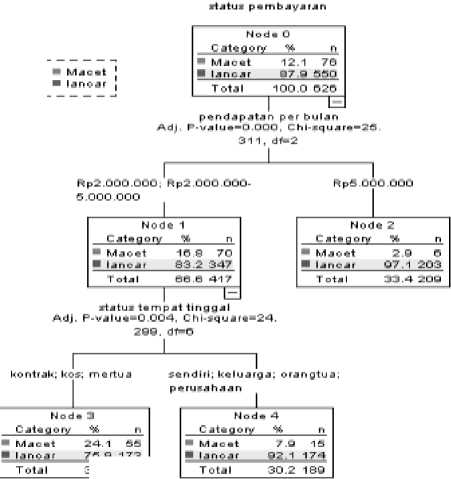 status pembayaran
Node 0
Category % n
Macet 12.1 76
lancar 87.9 550
Total 100.0 626
Macet
lancar
pendapatan per bulan
Adj. P-value=0.000, Chi-square=25.
311, df=2
Rp2.000.000; Rp2.000.000-
5.000.000
Rp5.000.000
Node 1
Category % n
Macet 16.8 70
lancar 83.2 347
Total 66.6 417
Node 2
Category % n
Macet 2.9 6
lancar 97.1 203
Total 33.4 209
status tempat tinggal
Adj. P-value=0.004, Chi-square=24.
299, df=6
kontrak; kos; mertua
sendiri; keluarga; orangtua;
perusahaan
Node 3
Category % n
Macet 24.1 55
lancar 75.9 173
Total
Node 4
Category % n
Macet 7.9 15
lancar 92.1 174
Total 30.2 189